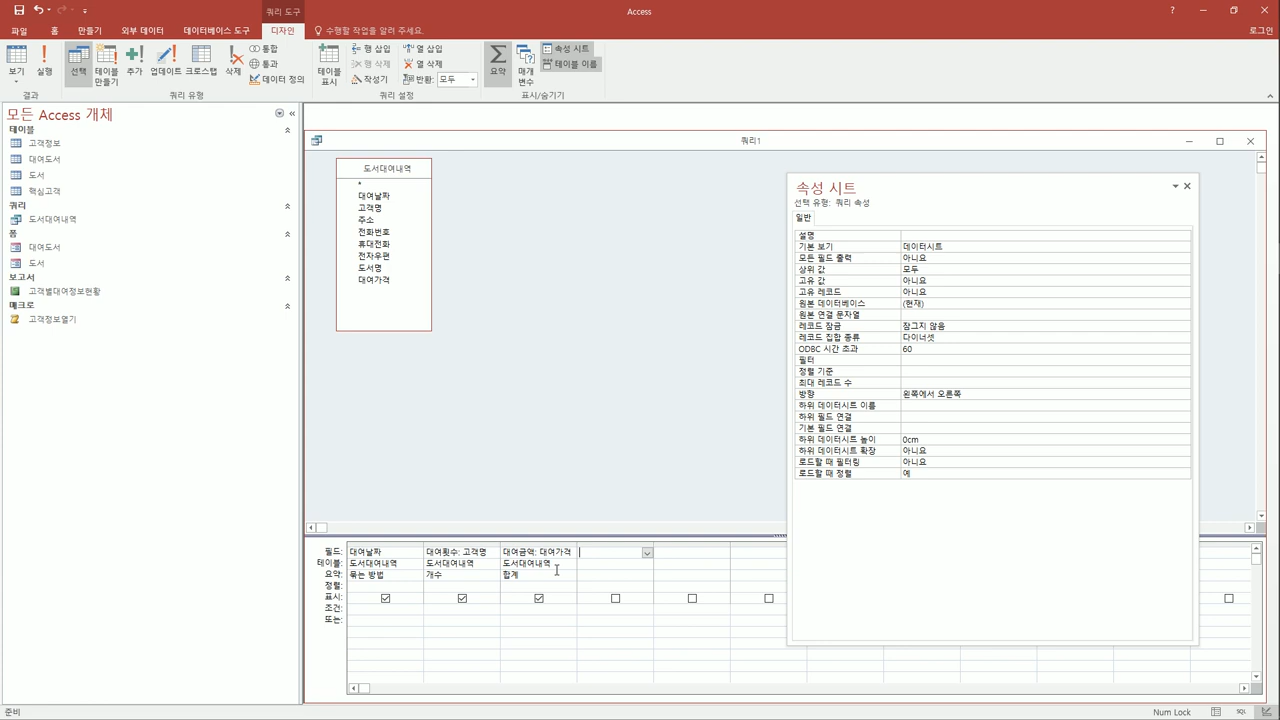 쿼리 도구
Access
파일
홈
만들기
외부 데이터
데이터베이스 도구
디자인
수행할 작업을 알려 주세요.
로그인
보기
실행
선택
테이블
만들기
추가
업데이트
크로스탭
삭제
통합
통과
데이터 정의
테이블
표시
행 삽입
행 삭제
작성기
열 삽입
열 삭제
반환: 모두
요약
매개
변수
속성 시트
테이블 이름
결과
쿼리 유형
쿼리 설정
표시/숨기기
모든 Access 개체
테이블
고객정보
대여도서
도서
핵심고객
쿼리
도서대여내역
폼
대여도서
도서
보고서
고객별대여정보현황
매크로
고객정보열기
쿼리1
도서대여내역
*
대여날짜
고객명
주소
전화번호
휴대전화
전자우편
도서명
대여가격
속성 시트
선택 유형: 쿼리 속성
일반
설명
기본 보기 데이터시트
모든 필드 출력 아니요
상위 값 모두
고유 값 아니요
고유 레코드 아니요
원본 데이터베이스 (현재)
원본 연결 문자열
레코드 잠금 잠그지 않음
레코드 집합 종류 다이너셋
ODBC 시간 초과 60
필터
정렬 기준
최대 레코드 수
방향 왼쪽에서 오른쪽
하위 데이터시트 이름
하위 필드 연결
기본 필드 연결
하위 데이터시트 높이 0cm
하위 데이터시트 확장 아니요
로드할 때 필터링 아니요
로드할 때 정렬 예
필드: 대여날짜 대여횟수: 고객명 대여금액: 대여가격
테이블: 도서대여내역 도서대여내역 도서대여내역
요약: 묶는 방법 개수 합계
정렬:
표시:
조건:
또는:
준비
Num Lock
SQL